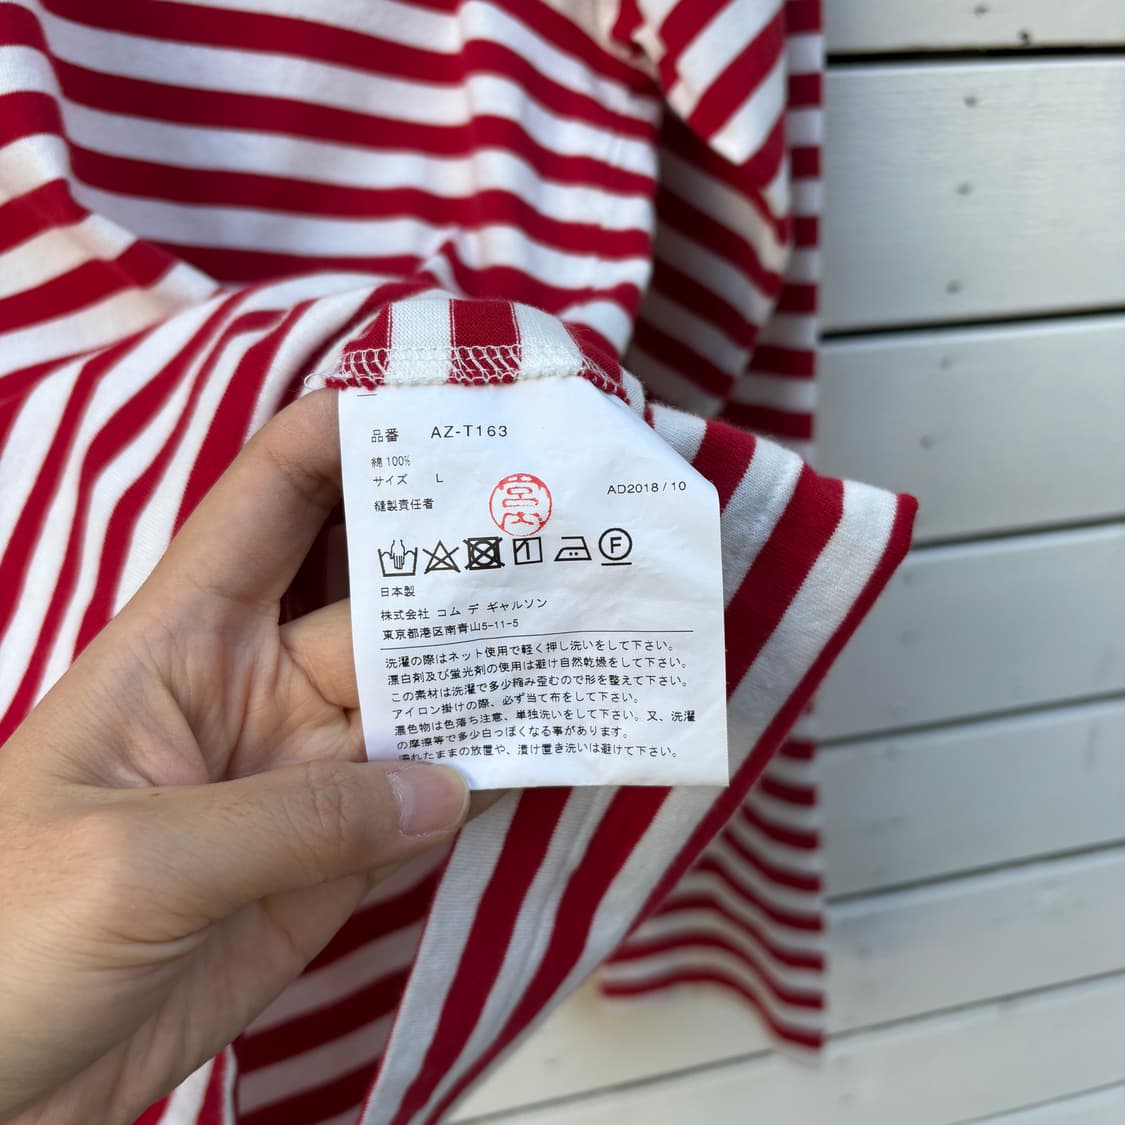 品番 AZ-T163
綿100%
サイズ L
縫製責任者
宮内
AD2018/10
1
F
日本製
株式会社 コム デ ギャルソン
東京都港区南青山5-11-5
洗濯の際はネット使用で軽く押し洗いをして下さい。
漂白剤及び蛍光剤の使用は避け自然乾燥をして下さい。
この素材は洗濯で多少縮み歪むので形を整えて下さい。
アイロン掛けの際、必ず当て布をして下さい。
濃色物は色落ち注意、単独洗いをして下さい。又、洗濯
の摩擦等で多少白っぽくなる事があります。
濡れたままの放置や、漬け置き洗いは避けて下さい。